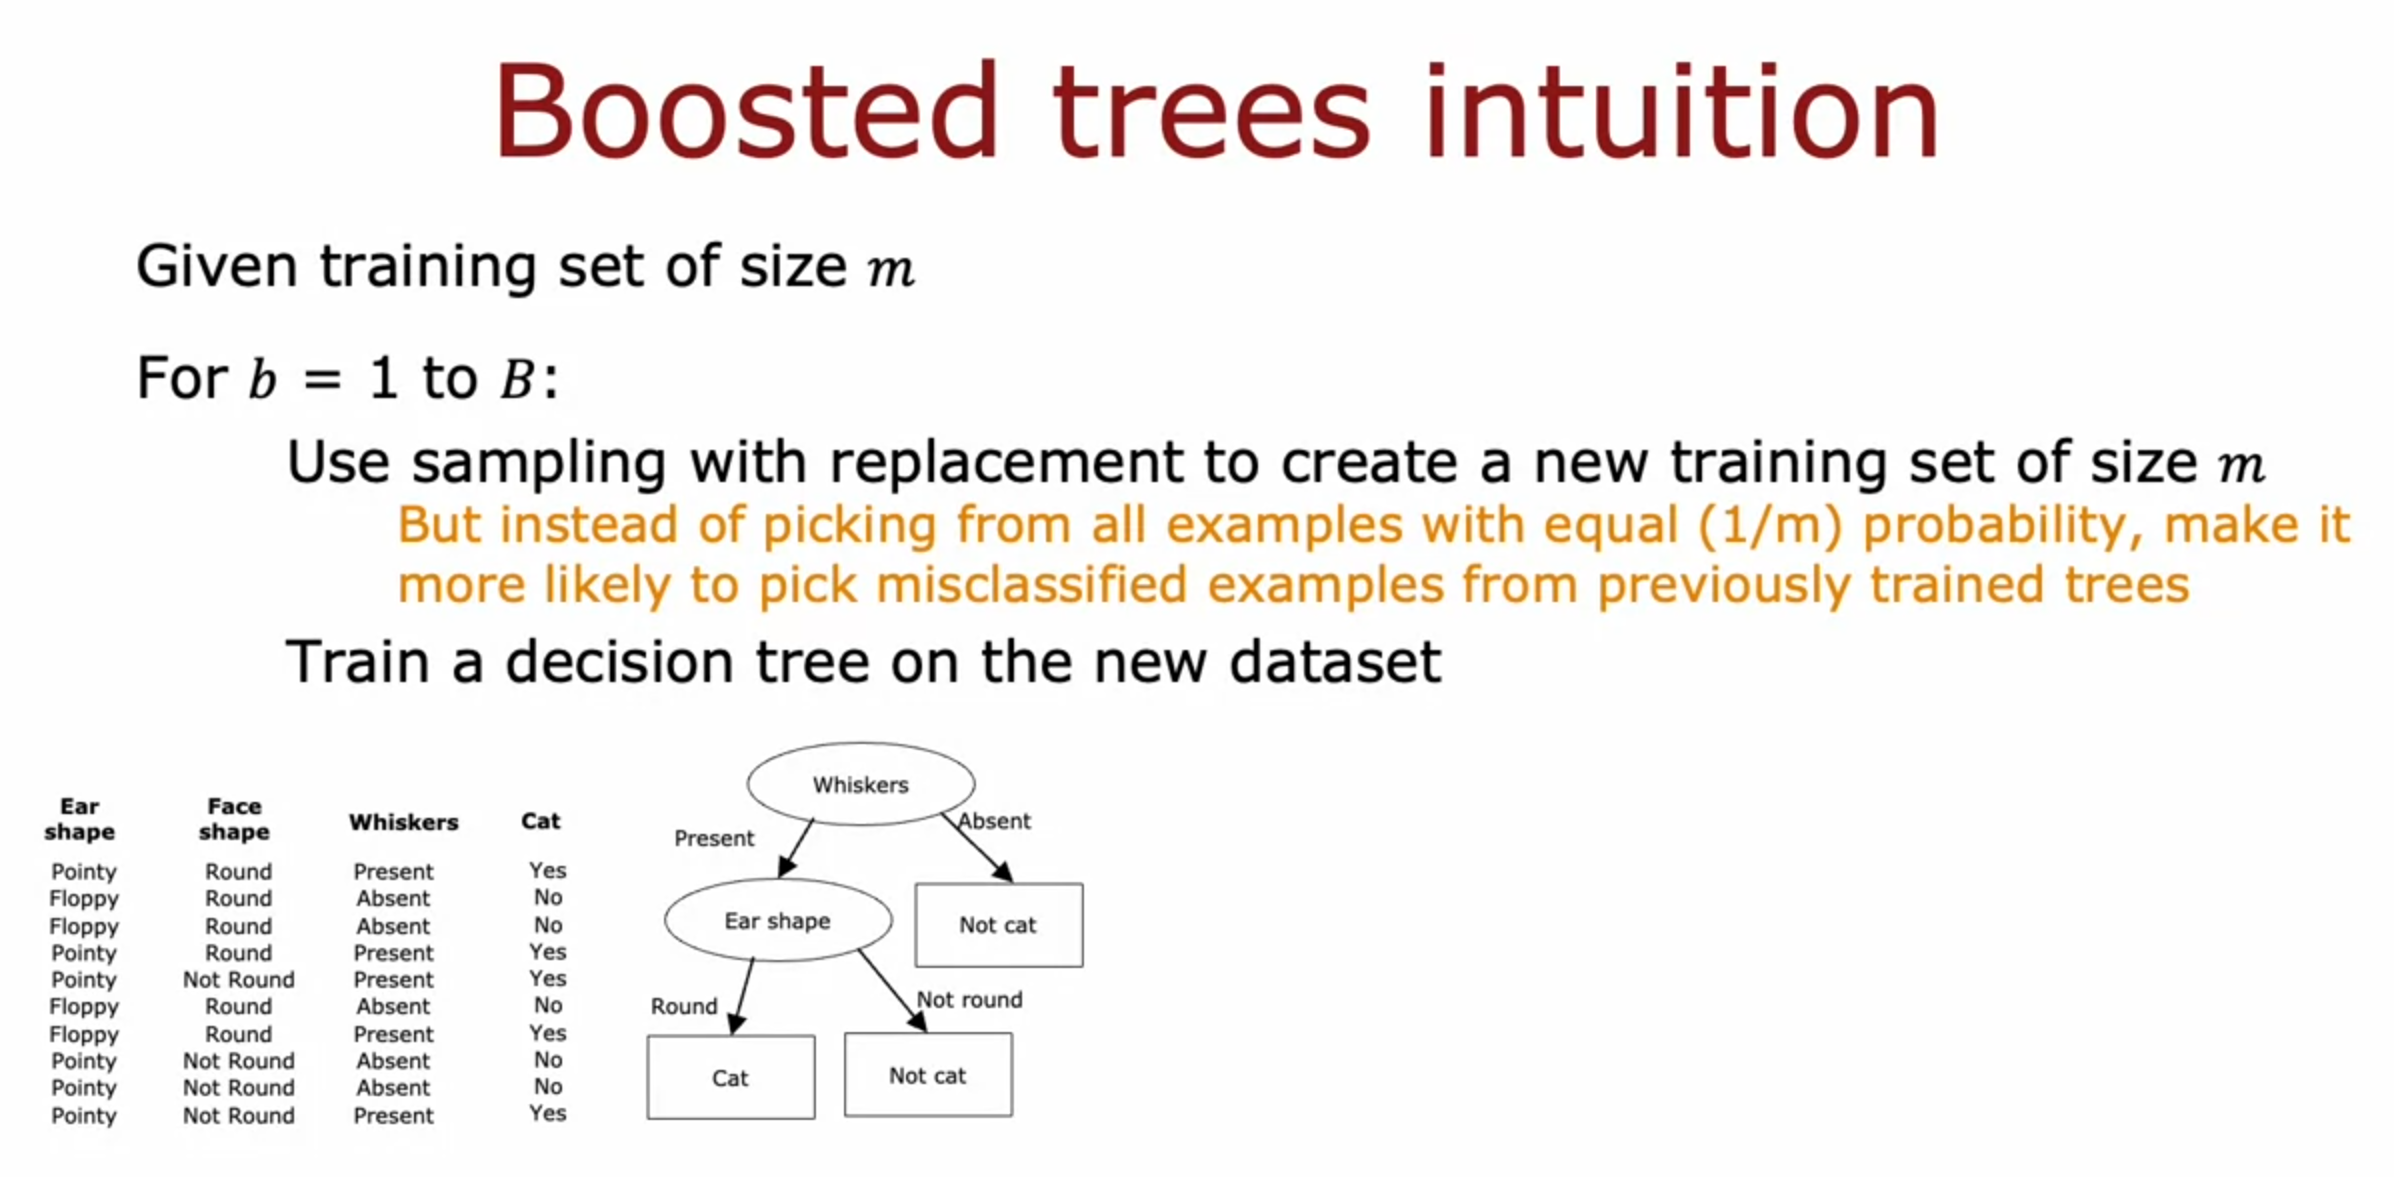 Boosted trees intuition
Given training set of size m
For b = 1 to B:
Use sampling with replacement to create a new training set of size m
But instead of picking from all examples with equal (1/m) probability, make it
more likely to pick misclassified examples from previously trained trees
Train a decision tree on the new dataset
Ear shape Face shape Whiskers Cat
Pointy Round Present Yes
Floppy Round Absent No
Floppy Round Absent No
Pointy Round Present Yes
Pointy Not Round Present Yes
Floppy Round Absent No
Floppy Round Present Yes
Pointy Not Round Absent No
Pointy Not Round Absent No
Pointy Not Round Present Yes
Whiskers
Present
Absent
Ear shape
Not cat
Round
Not round
Cat
Not cat